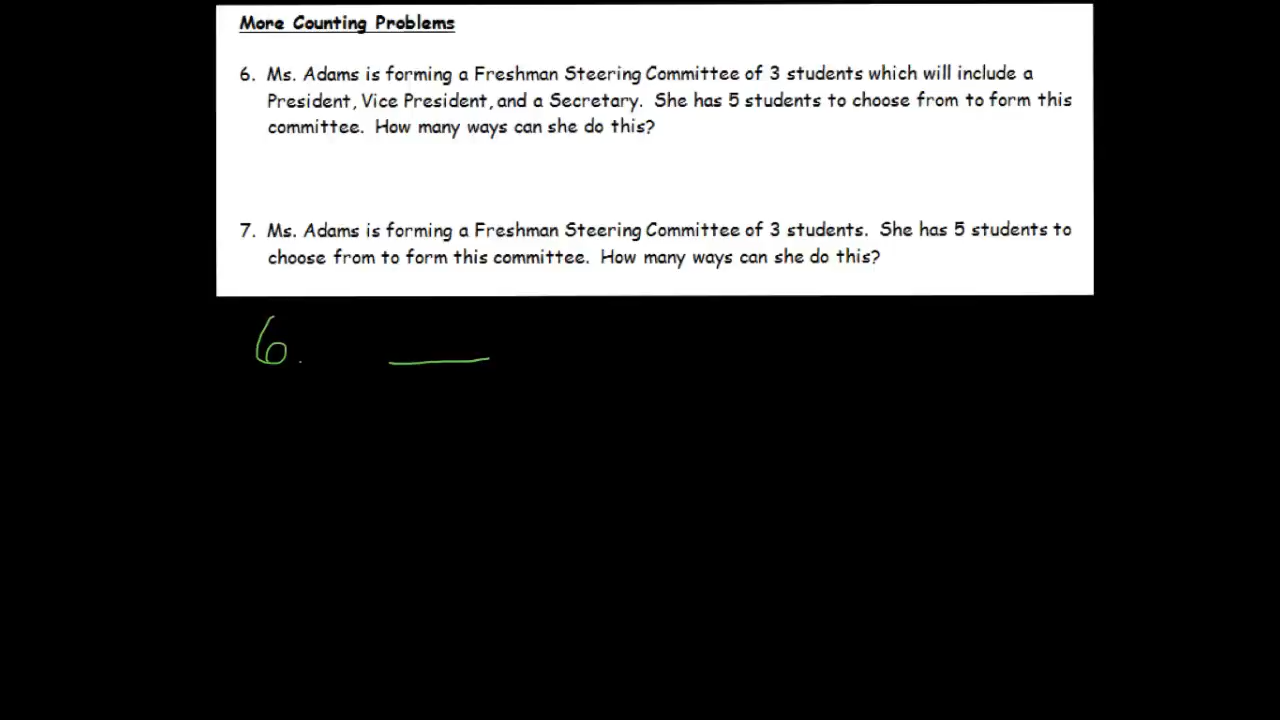 More Counting Problems
6. Ms. Adams is forming a Freshman Steering Committee of 3 students which will include a
President, Vice President, and a Secretary. She has 5 students to choose from to form this
committee. How many ways can she do this?
7. Ms. Adams is forming a Freshman Steering Committee of 3 students. She has 5 students to
choose from to form this committee. How many ways can she do this?
6.